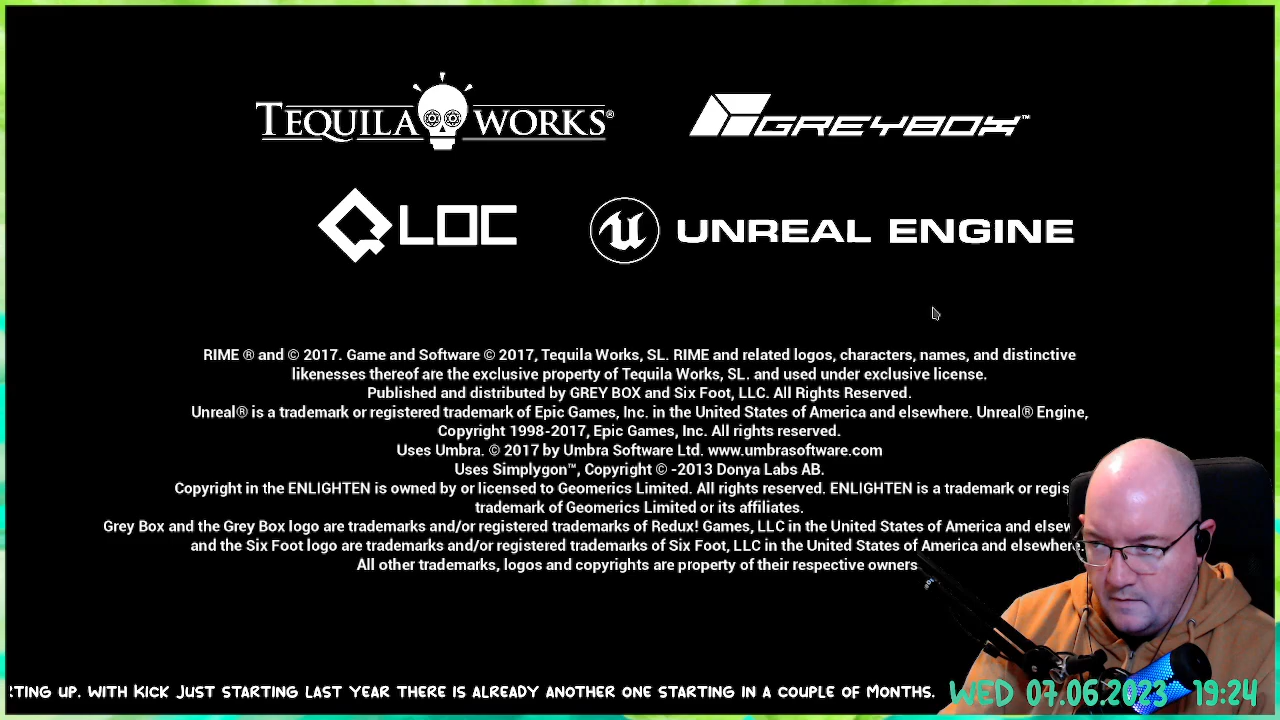 TEQUILA WORKS®
GREYBOX™
QLOC
UNREAL ENGINE
RIME ® and © 2017. Game and Software © 2017, Tequila Works, SL. RIME and related logos, characters, names, and distinctive
likenesses thereof are the exclusive property of Tequila Works, SL. and used under exclusive license.
Published and distributed by GREY BOX and Six Foot, LLC. All Rights Reserved.
Unreal® is a trademark or registered trademark of Epic Games, Inc. in the United States of America and elsewhere. Unreal® Engine,
Copyright 1998-2017, Epic Games, Inc. All rights reserved.
Uses Umbra. © 2017 by Umbra Software Ltd. www.umbrasoftware.com
Uses Simplygon™, Copyright © -2013 Donya Labs AB.
Copyright in the ENLIGHTEN is owned by or licensed to Geomerics Limited. All rights reserved. ENLIGHTEN is a trademark or regis
trademark of Geomerics Limited or its affiliates.
Grey Box and the Grey Box logo are trademarks and/or registered trademarks of Redux! Games, LLC in the United States of America and elsew
and the Six Foot logo are trademarks and/or registered trademarks of Six Foot, LLC in the United States of America and elsewhere.
All other trademarks, logos and copyrights are property of their respective owners
TING UP. WITH KICK JUST STARTING LAST YEAR THERE IS ALREADY ANOTHER ONE STARTING IN A COUPLE OF MONTHS.
WED 07.06.2023 19:24